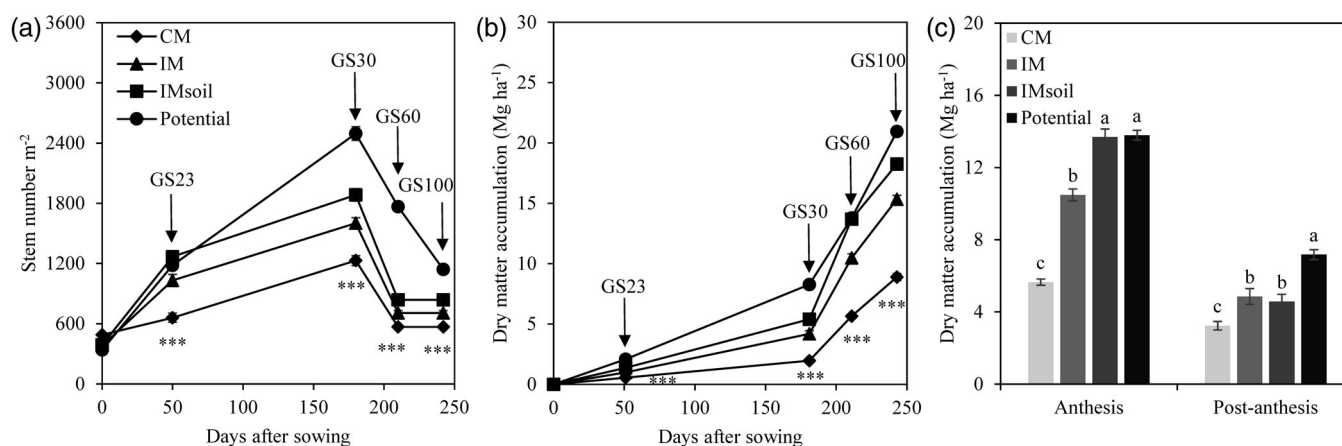 (a)
Stem number m-2
3600
3000
2400
1800
1200
600
0
CM
IM
IMsoil
Potential
GS23
GS30
GS60
GS100
***
***
***
***
0 50 100 150 200 250
Days after sowing
(b)
Dry matter accumulation (Mg ha-1)
30
25
20
15
10
5
0
GS23
GS30
GS60
GS100
***
***
***
***
0 50 100 150 200 250
Days after sowing
(c)
Dry matter accumulation (Mg ha-1)
20
16
12
8
4
0
CM
IM
IMsoil
Potential
c b a a
c b b a
Anthesis Post-anthesis